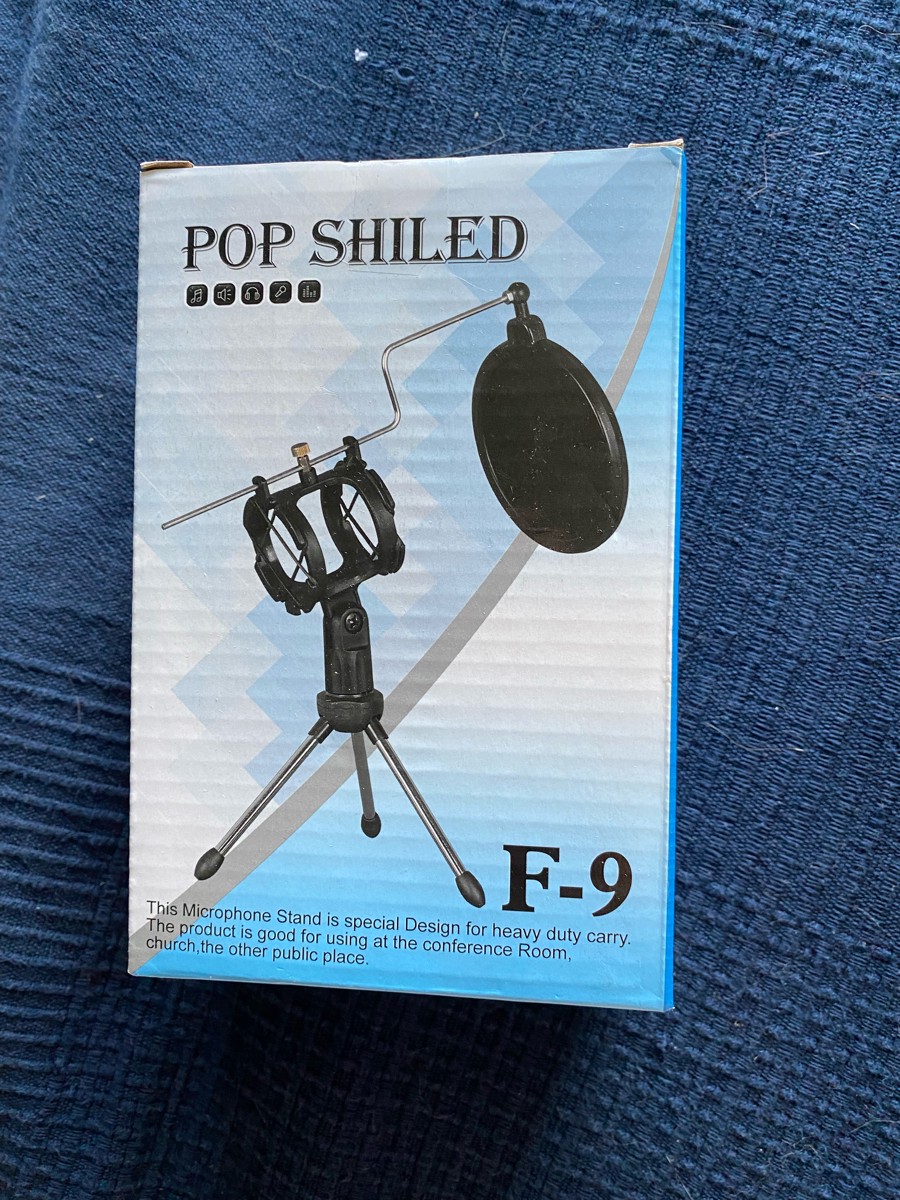 POP SHILED
F-9
This Microphone Stand is special Design for heavy duty carry.
The product is good for using at the conference Room,
church,the other public place.